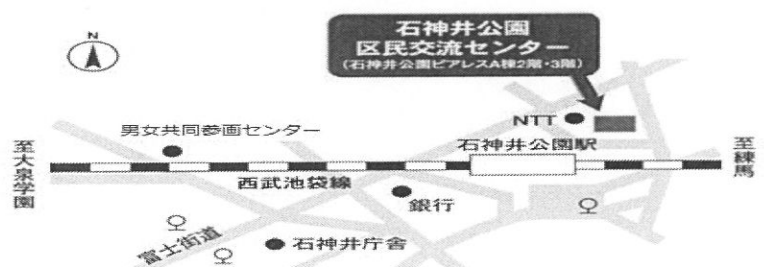 石神井公園
区民交流センター
(石神井公園ピアレスA棟2階・3階)
N
NTT
男女共同参画センター
石神井公園駅
至大泉学園
至練馬
西武池袋線
銀行
富士街道
石神井庁舎